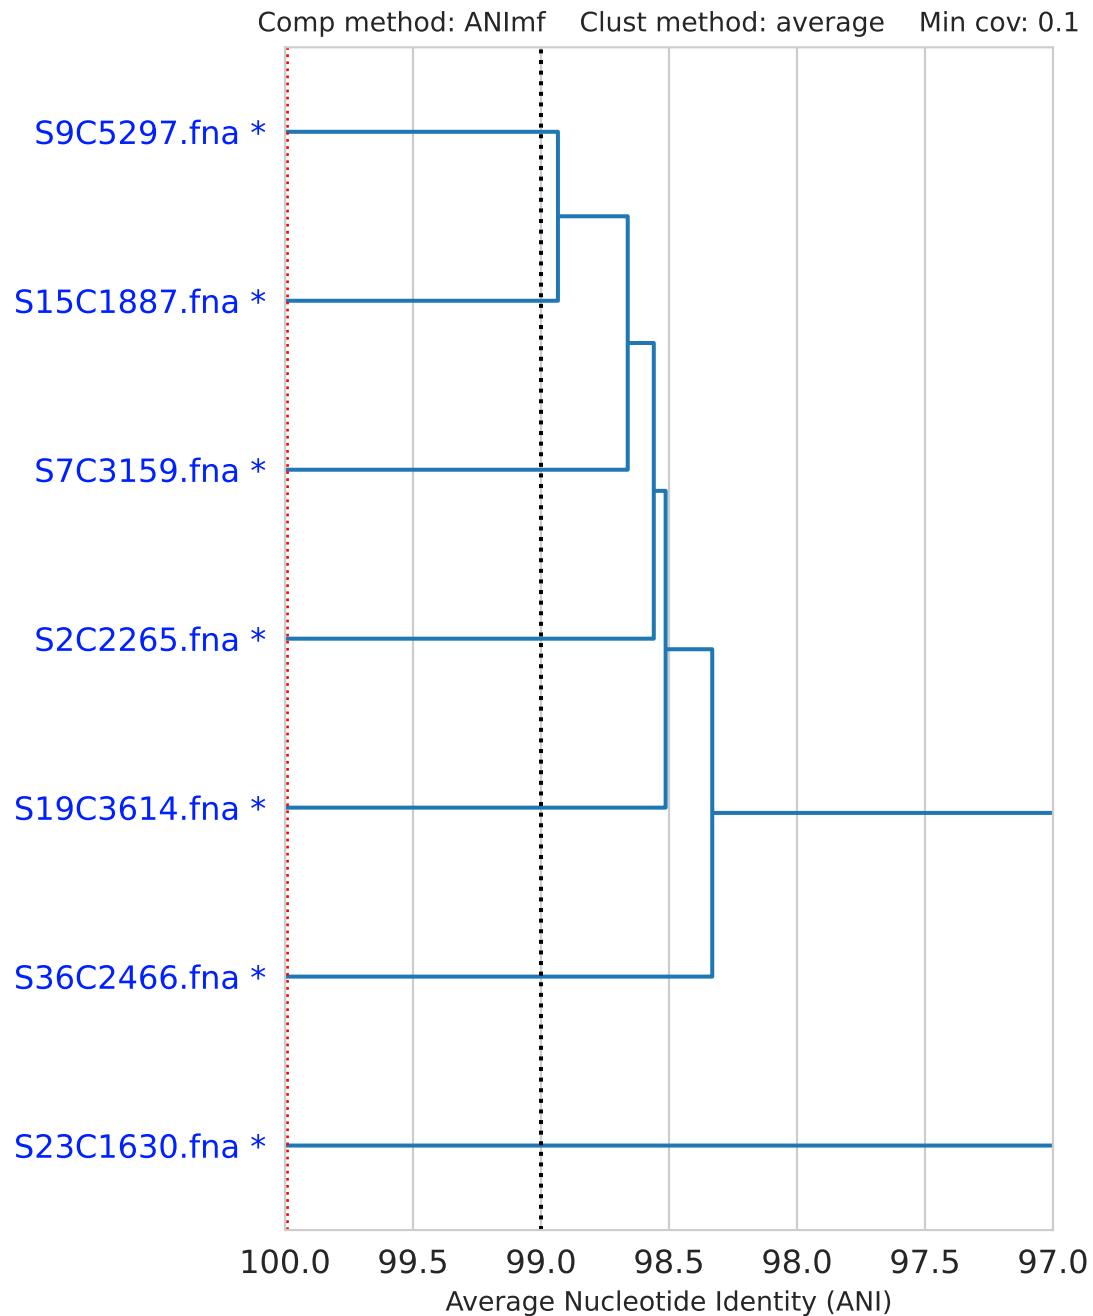 Comp method: ANImf    Clust method: average    Min cov: 0.1
S9C5297.fna *
S15C1887.fna *
S7C3159.fna *
S2C2265.fna *
S19C3614.fna *
S36C2466.fna *
S23C1630.fna *
100.0 99.5 99.0 98.5 98.0 97.5 97.0
Average Nucleotide Identity (ANI)